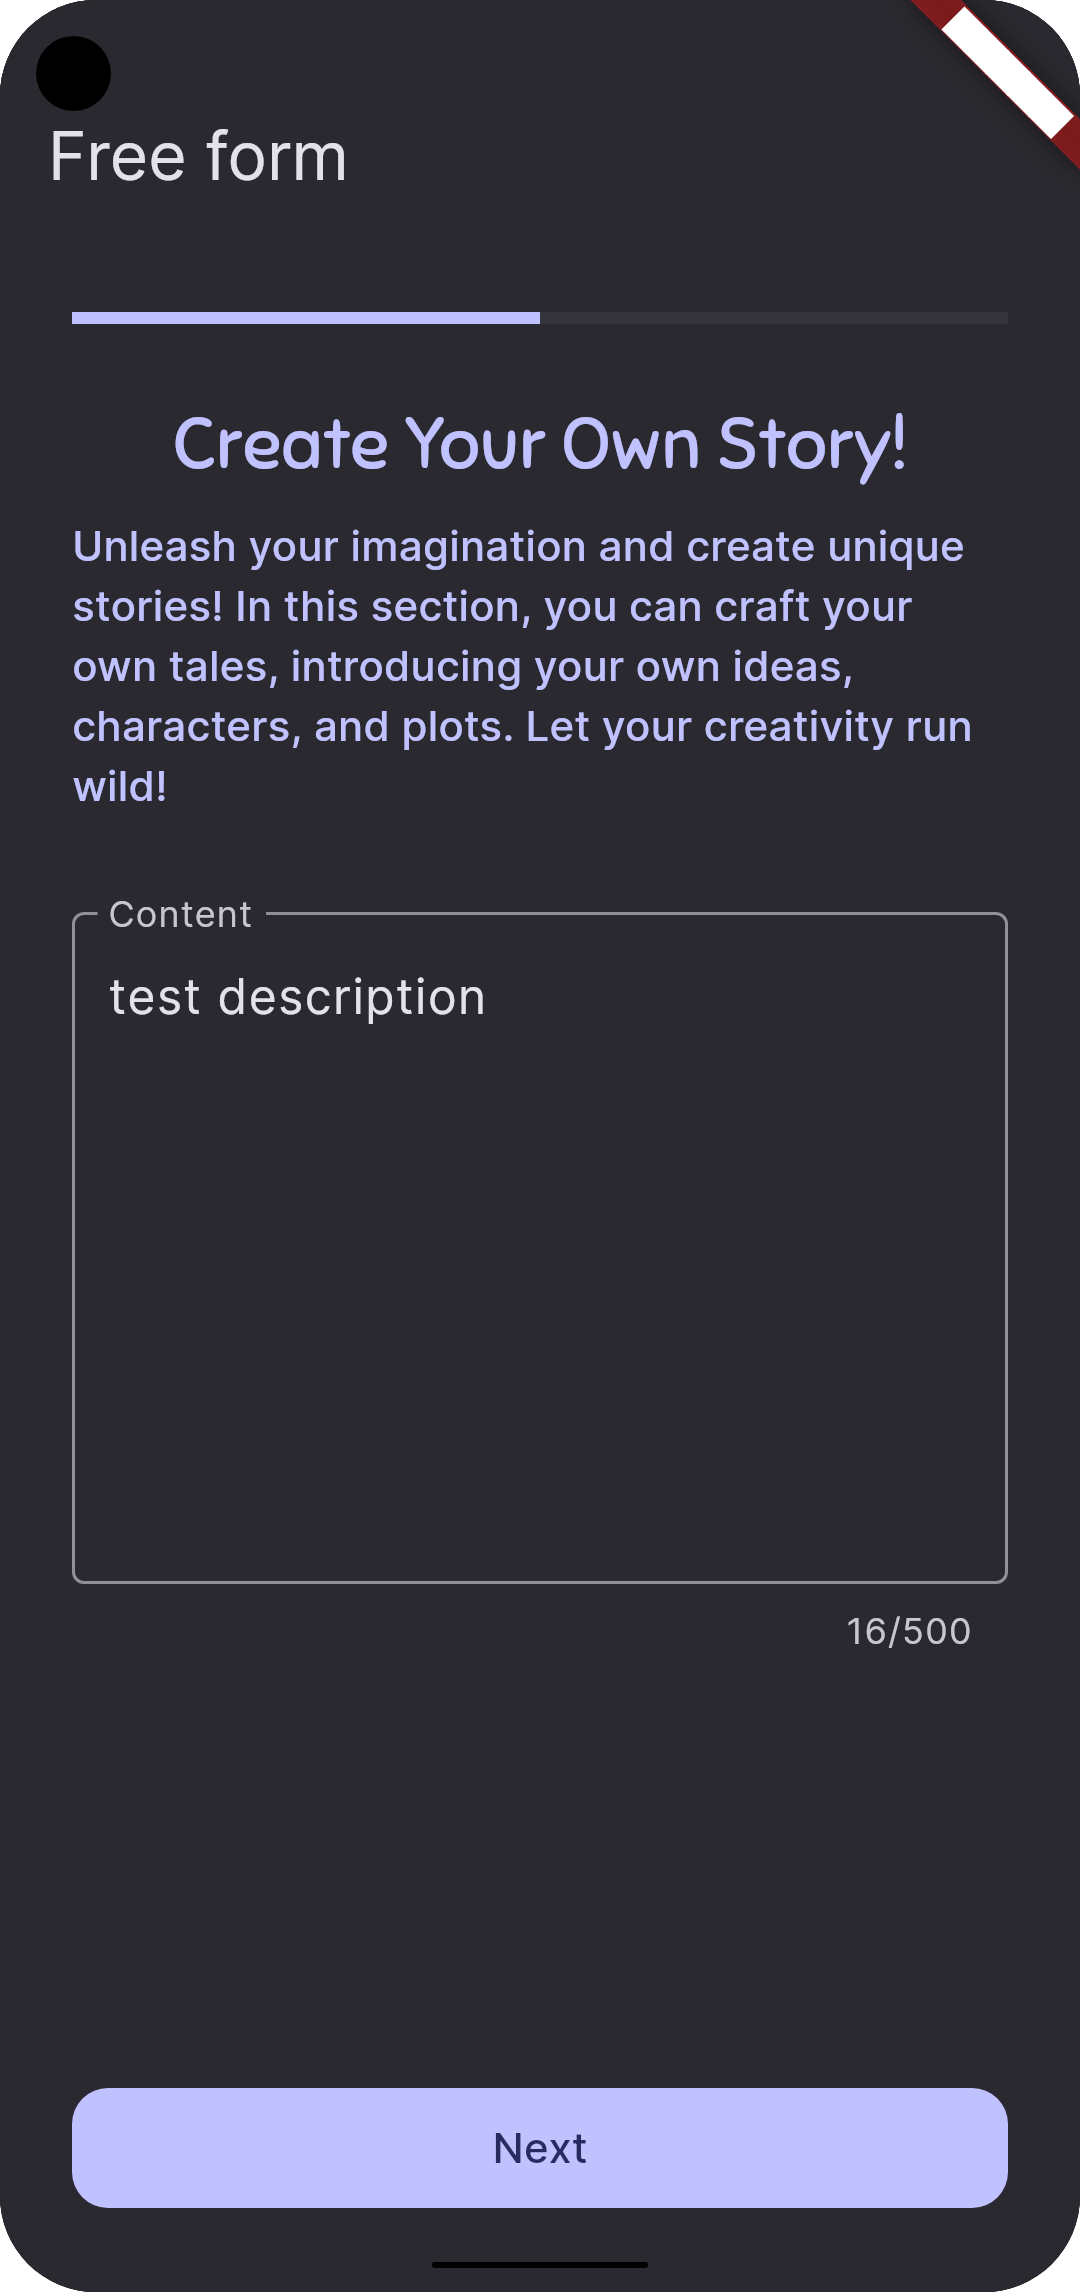 Free form
Create Your Own Story!
Unleash your imagination and create unique
stories! In this section, you can craft your
own tales, introducing your own ideas,
characters, and plots. Let your creativity run
wild!
Content
test description
16/500
Next